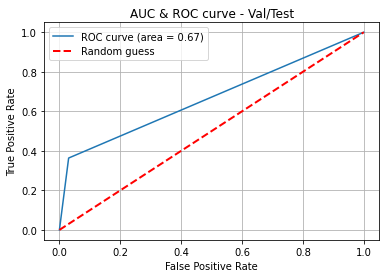 AUC & ROC curve - Val/Test
ROC curve (area = 0.67)
Random guess
True Positive Rate
1.0
0.8
0.6
0.4
0.2
0.0
0.0 0.2 0.4 0.6 0.8 1.0
False Positive Rate